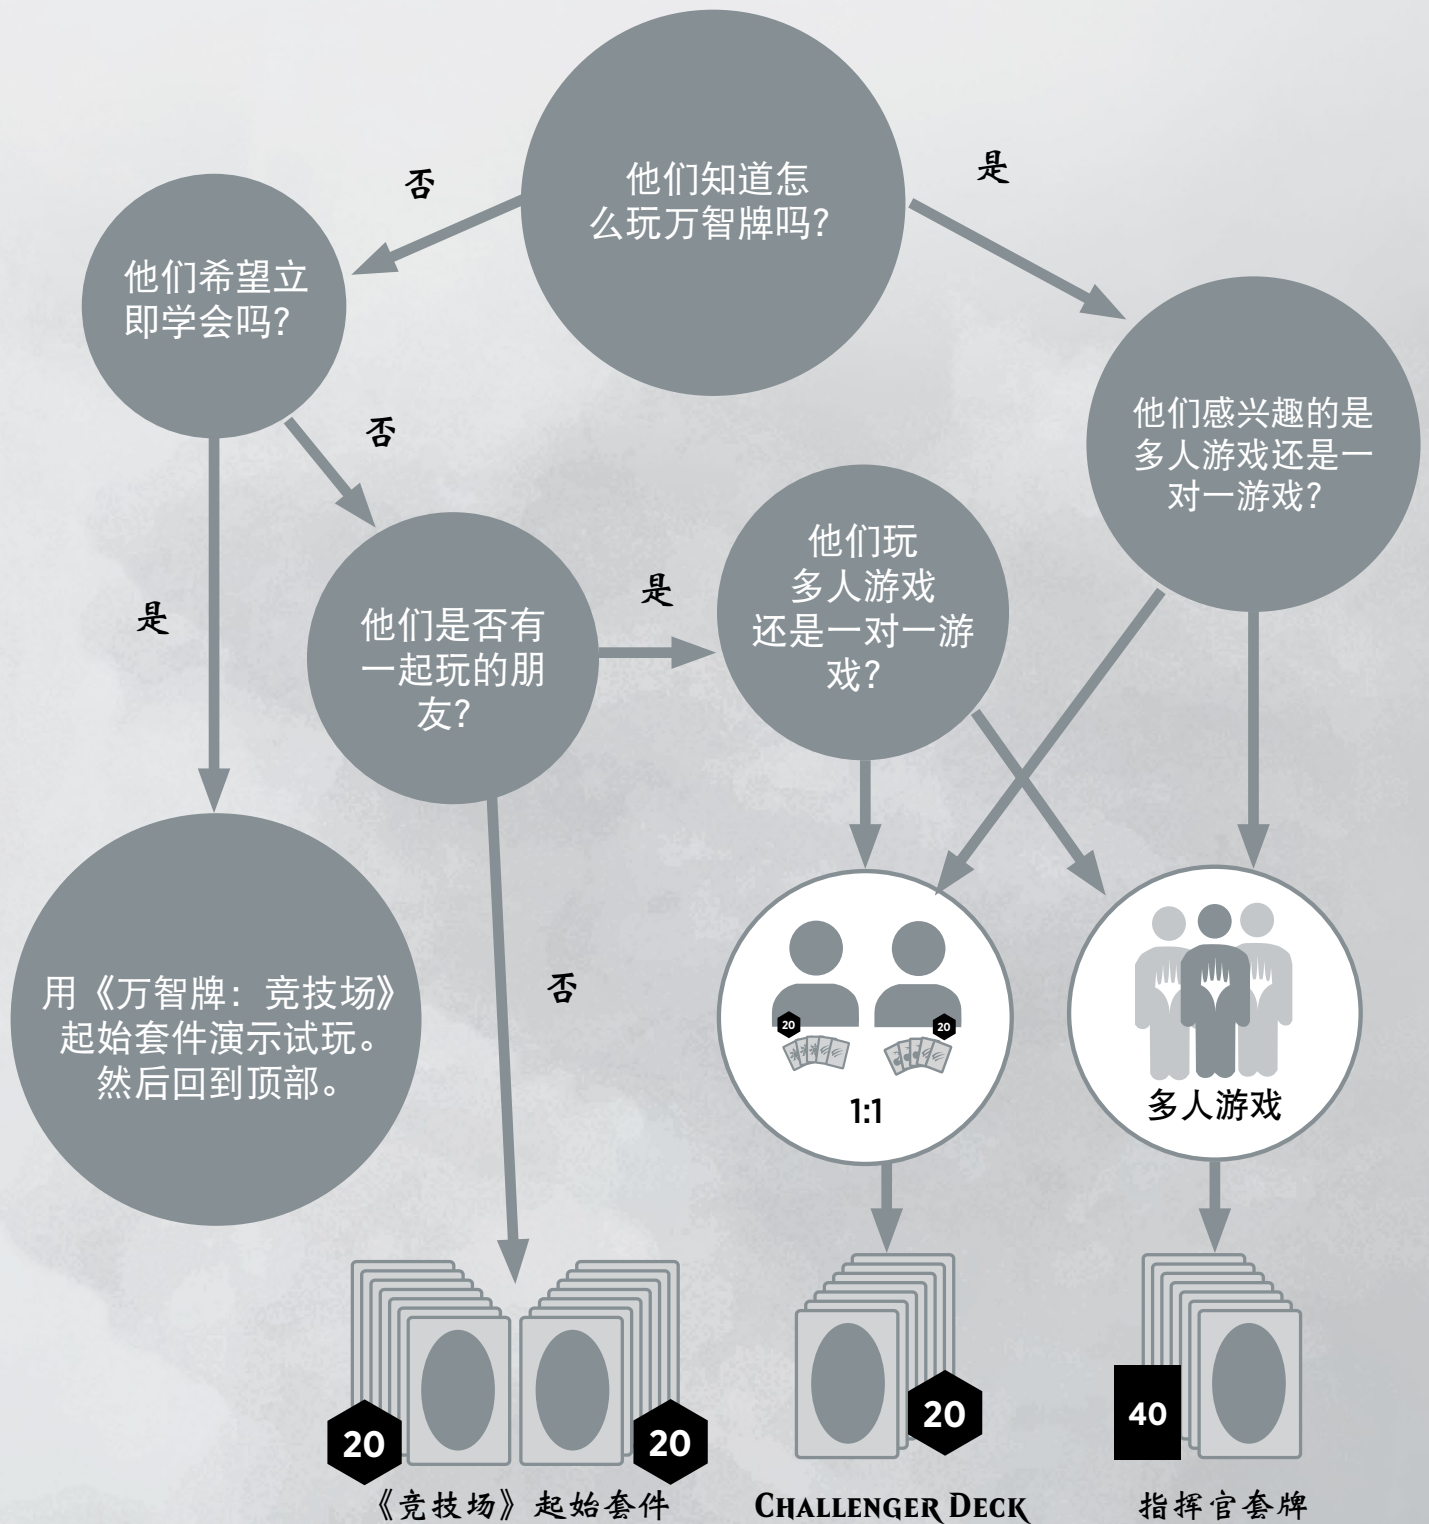 他们知道怎
么玩万智牌吗?
否
是
他们希望立
即学会吗?
他们感兴趣的是
多人游戏还是一
对一游戏?
否
是
他们是否有
一起玩的朋
友?
是
他们玩
多人游戏
还是一对一游
戏?
用《万智牌：竞技场》
起始套件演示试玩。
然后回到顶部。
否
20
20
1:1
多人游戏
20
20
《竞技场》起始套件
20
CHALLENGER DECK
40
指挥官套牌